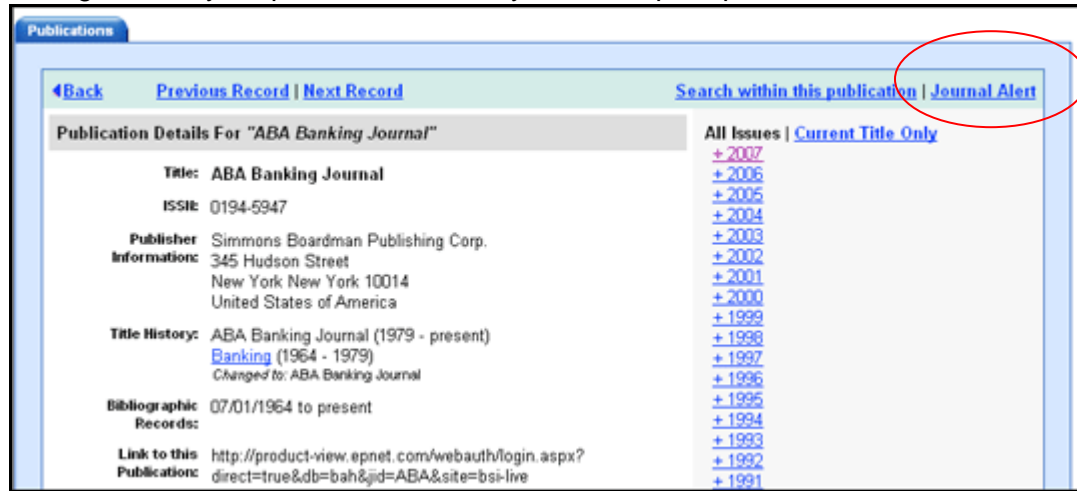 Publications
Back Previous Record | Next Record Search within this publication | Journal Alert
Publication Details For "ABA Banking Journal"
Title: ABA Banking Journal
ISSN: 0194-5947
Publisher Information: Simmons Boardman Publishing Corp.
345 Hudson Street
New York New York 10014
United States of America
Title History: ABA Banking Journal (1979 - present)
Banking (1964 - 1979)
Changed to: ABA Banking Journal
Bibliographic Records: 07/01/1964 to present
Link to this Publication: http://product-view.epnet.com/webauth/login.aspx?
direct=true&db=bah&jid=ABA&site=bsi-live
All Issues | Current Title Only
+ 2007
+ 2006
+ 2005
+ 2004
+ 2003
+ 2002
+ 2001
+ 2000
+ 1999
+ 1998
+ 1997
+ 1996
+ 1995
+ 1994
+ 1993
+ 1992
+ 1991